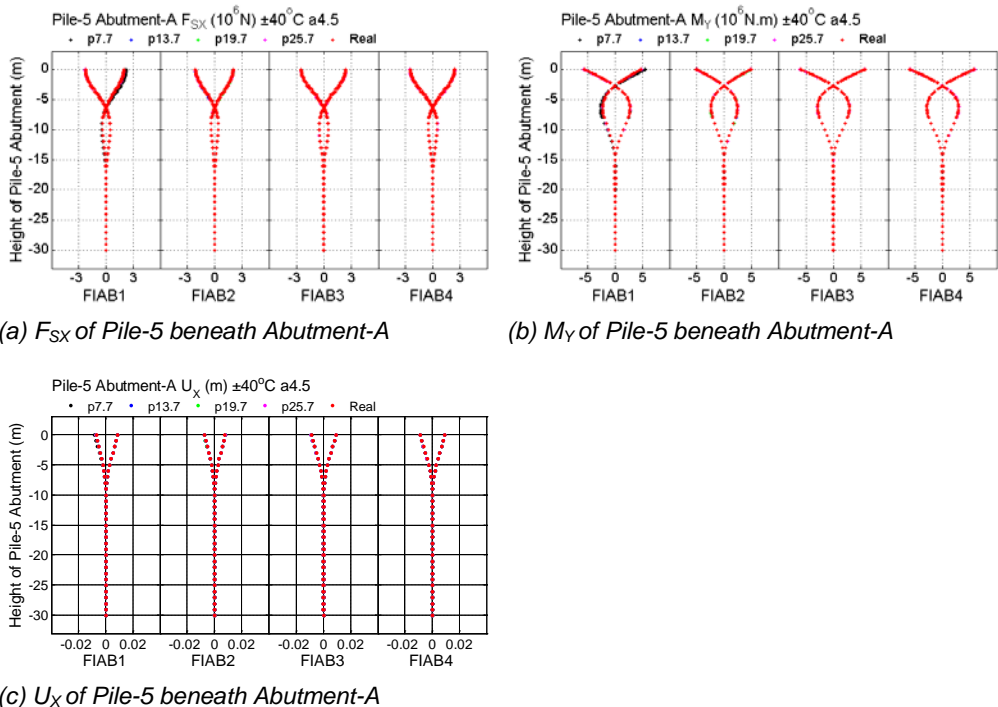 Pile-5 Abutment-A F_SX (10^6N) ±40°C a4.5
p7.7 p13.7 p19.7 p25.7 Real
Height of Pile-5 Abutment (m)
0
-5
-10
-15
-20
-25
-30
-3 0 3 -3 0 3 -3 0 3 -3 0 3
FIAB1 FIAB2 FIAB3 FIAB4
(a) F_SX of Pile-5 beneath Abutment-A
Pile-5 Abutment-A M_Y (10^6N.m) ±40°C a4.5
p7.7 p13.7 p19.7 p25.7 Real
Height of Pile-5 Abutment (m)
0
-5
-10
-15
-20
-25
-30
-5 0 5 -5 0 5 -5 0 5 -5 0 5
FIAB1 FIAB2 FIAB3 FIAB4
(b) M_Y of Pile-5 beneath Abutment-A
Pile-5 Abutment-A U_X (m) ±40°C a4.5
p7.7 p13.7 p19.7 p25.7 Real
Height of Pile-5 Abutment (m)
0
-5
-10
-15
-20
-25
-30
-0.02 0 0.02 -0.02 0 0.02 -0.02 0 0.02 -0.02 0 0.02
FIAB1 FIAB2 FIAB3 FIAB4
(c) U_X of Pile-5 beneath Abutment-A